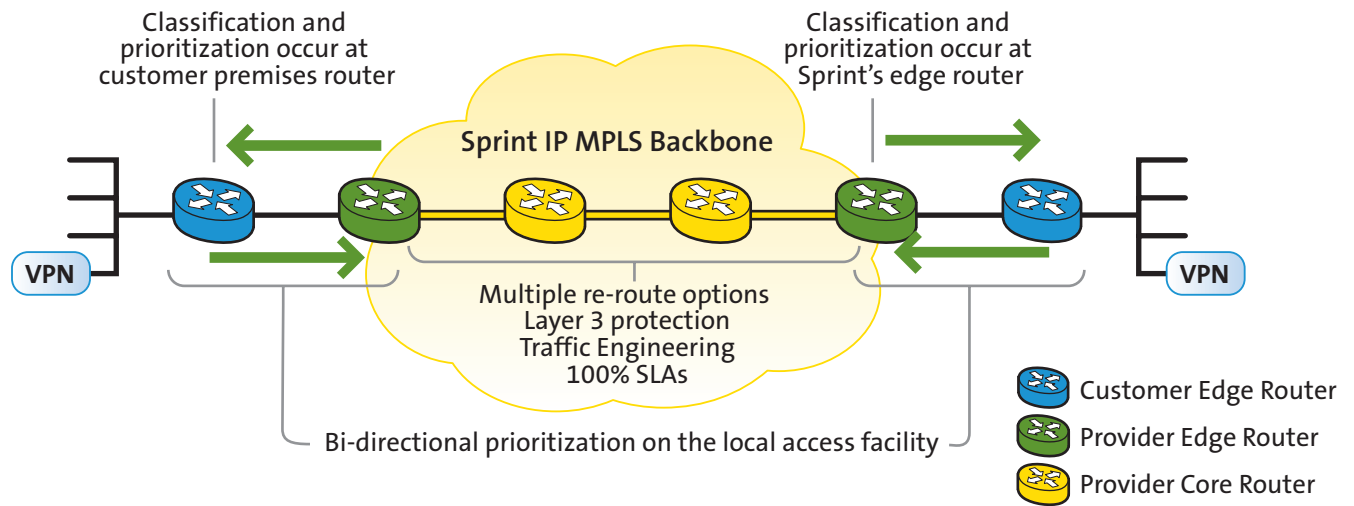 Classification and
prioritization occur at
customer premises router
Classification and
prioritization occur at
Sprint's edge router
Sprint IP MPLS Backbone
VPN
VPN
Multiple re-route options
Layer 3 protection
Traffic Engineering
100% SLAs
Bi-directional prioritization on the local access facility
Customer Edge Router
Provider Edge Router
Provider Core Router